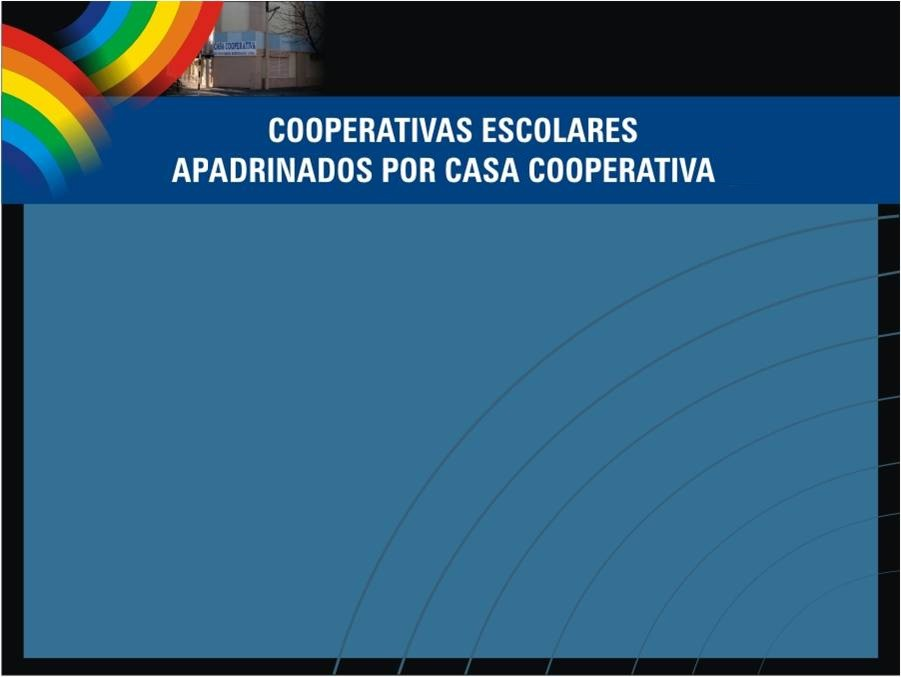 CASA COOPERATIVA
COOPERATIVAS ESCOLARES
APADRINADOS POR CASA COOPERATIVA